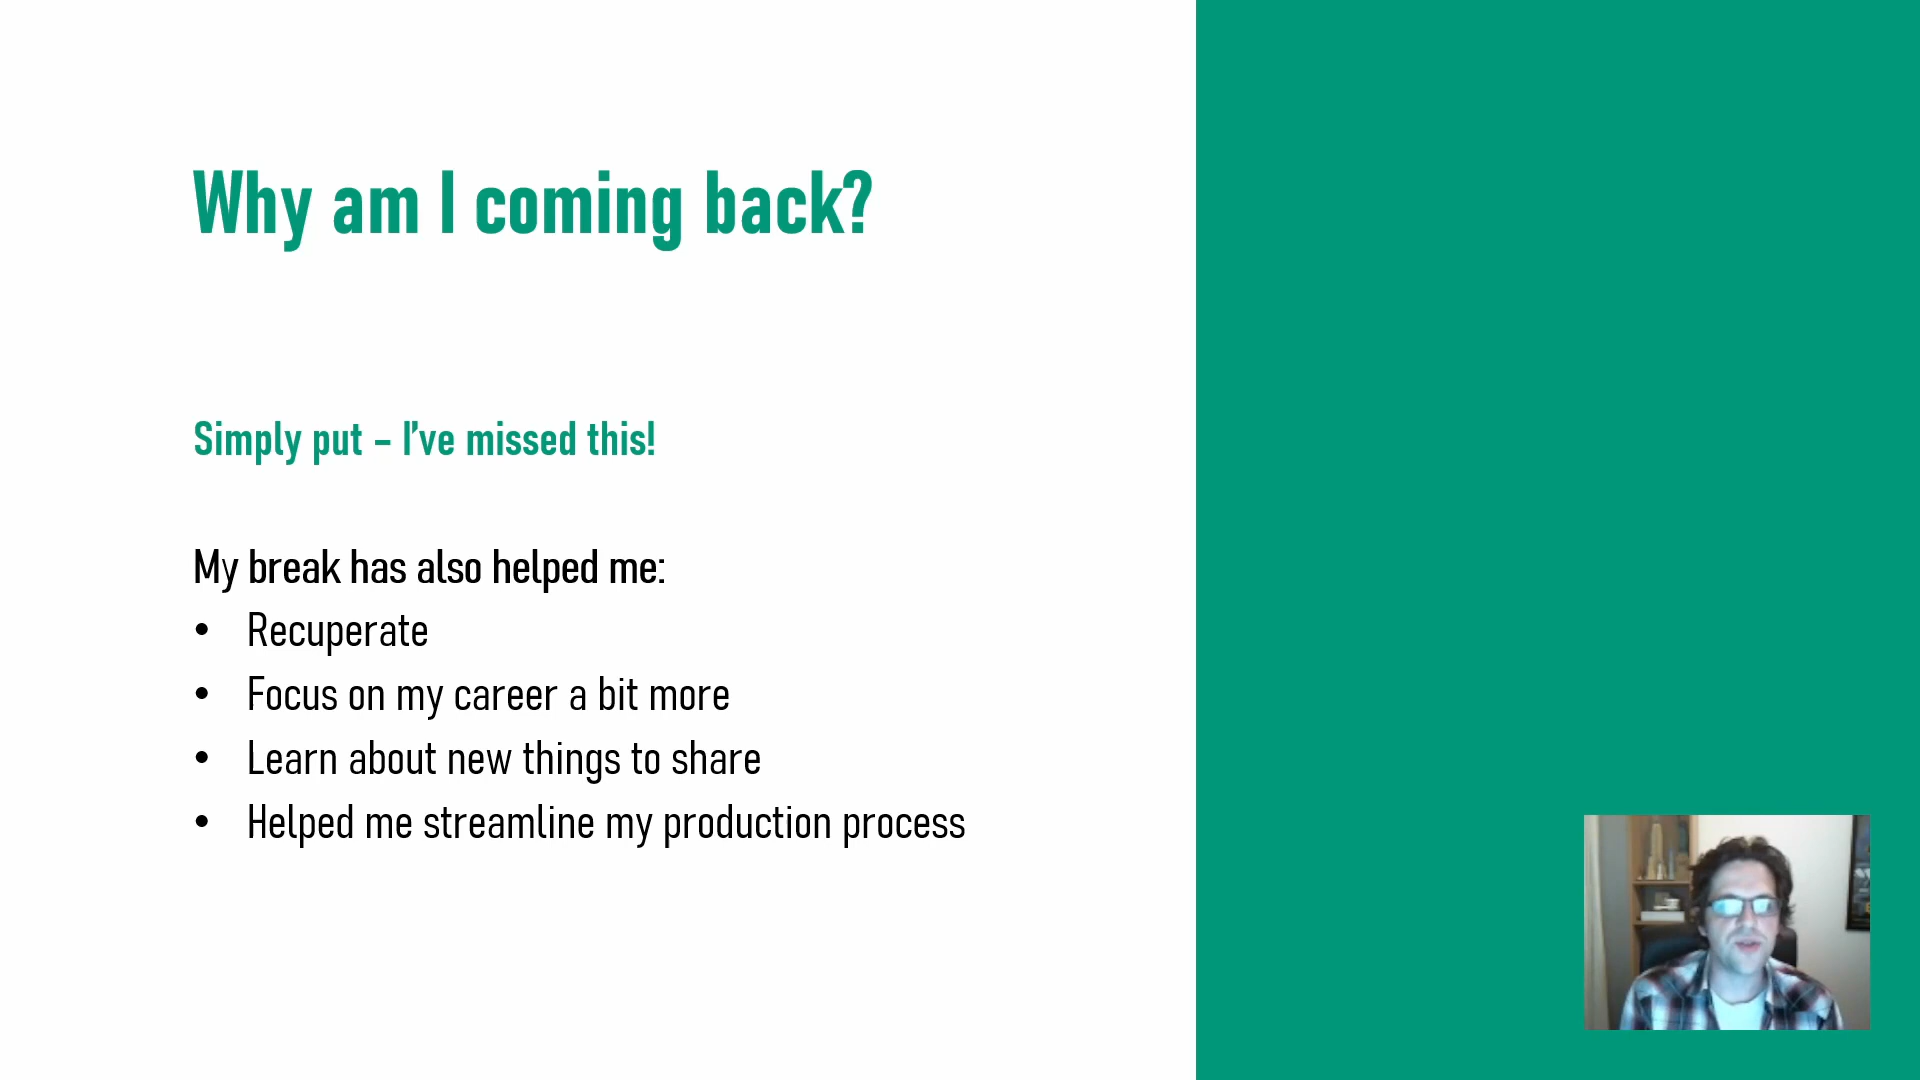 Why am I coming back?
Simply put – I've missed this!
My break has also helped me:
• Recuperate
• Focus on my career a bit more
• Learn about new things to share
• Helped me streamline my production process